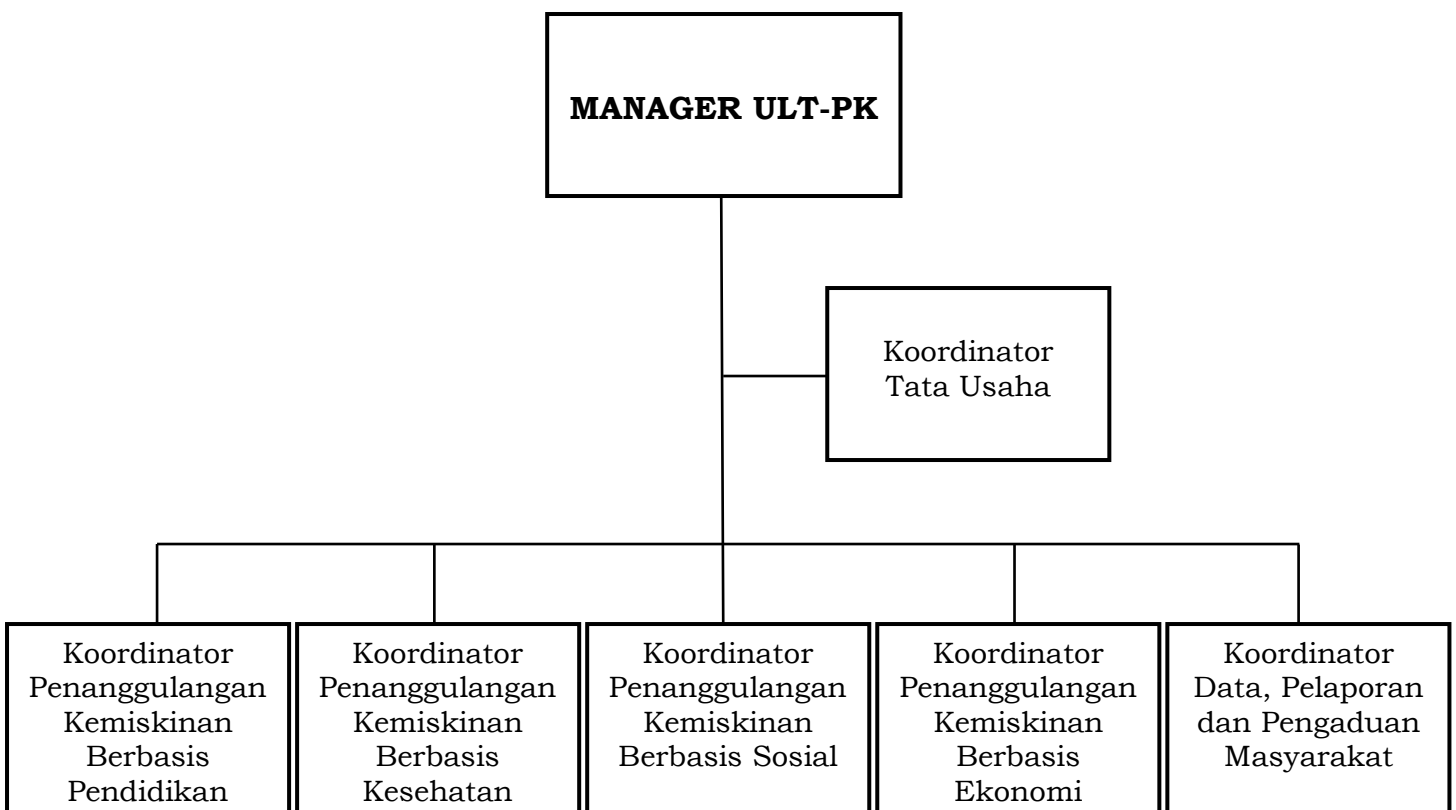 MANAGER ULT-PK
Koordinator
Tata Usaha
Koordinator
Penanggulangan
Kemiskinan
Berbasis
Pendidikan
Koordinator
Penanggulangan
Kemiskinan
Berbasis
Kesehatan
Koordinator
Penanggulangan
Kemiskinan
Berbasis Sosial
Koordinator
Penanggulangan
Kemiskinan
Berbasis
Ekonomi
Koordinator
Data, Pelaporan
dan Pengaduan
Masyarakat